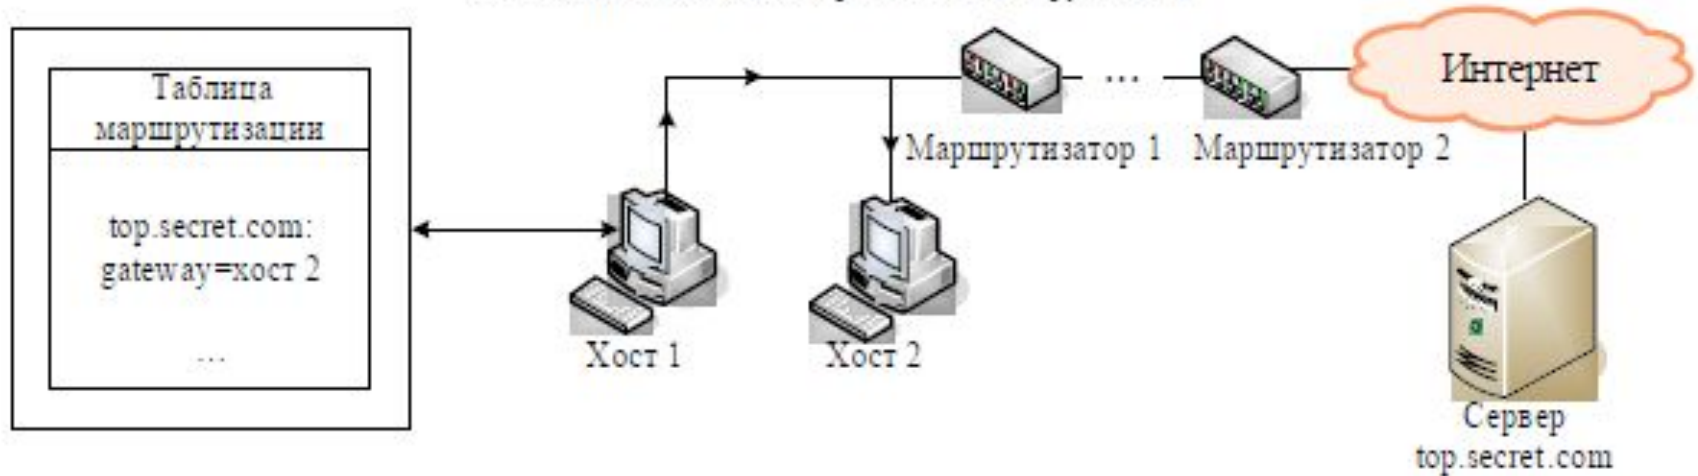 Таблица
маршрутизации
top.secret.com:
gateway=хост 2
...
Хост 1
Хост 2
...
Маршрутизатор 1
Маршрутизатор 2
Интернет
Сервер
top.secret.com